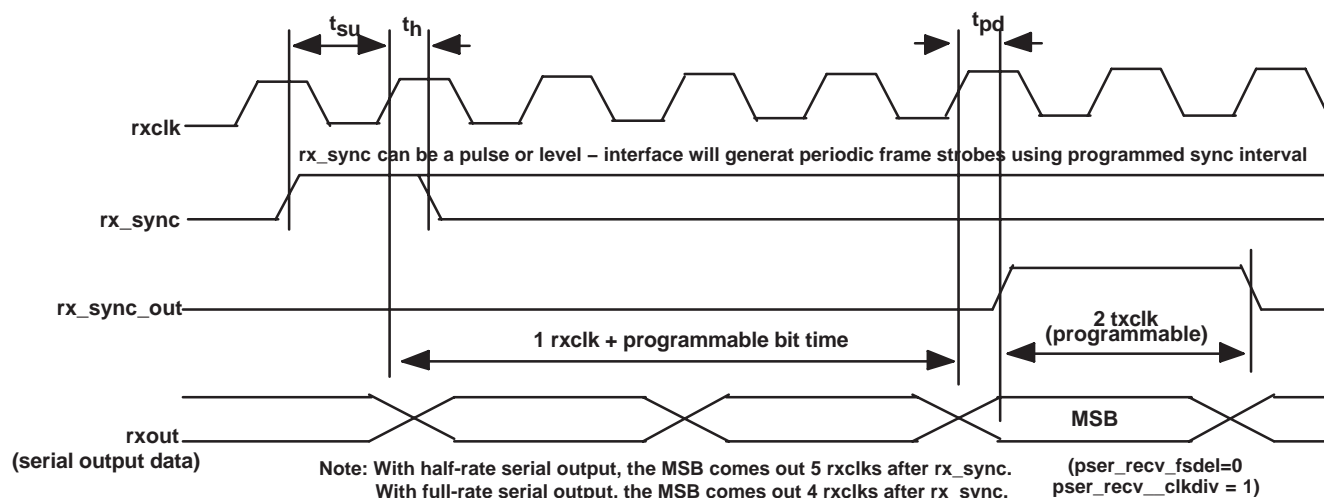 tsu th tpd
rxclk
rx_sync can be a pulse or level – interface will generat periodic frame strobes using programmed sync interval
rx_sync
rx_sync_out
2 txclk
(programmable)
1 rxclk + programmable bit time
MSB
rxout
(serial output data)
Note: With half-rate serial output, the MSB comes out 5 rxclks after rx_sync.
With full-rate serial output, the MSB comes out 4 rxclks after rx_sync.
(pser_recv_fsdel=0
pser_recv__clkdiv = 1)